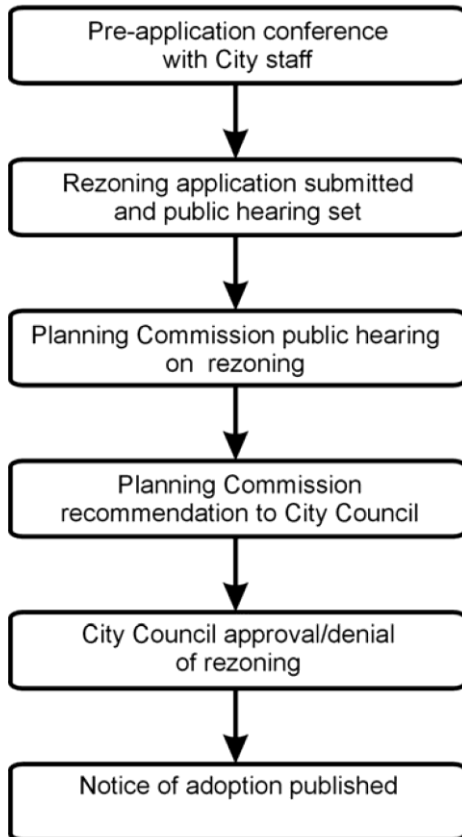 Pre-application conference
with City staff
Rezoning application submitted
and public hearing set
Planning Commission public hearing
on rezoning
Planning Commission
recommendation to City Council
City Council approval/denial
of rezoning
Notice of adoption published